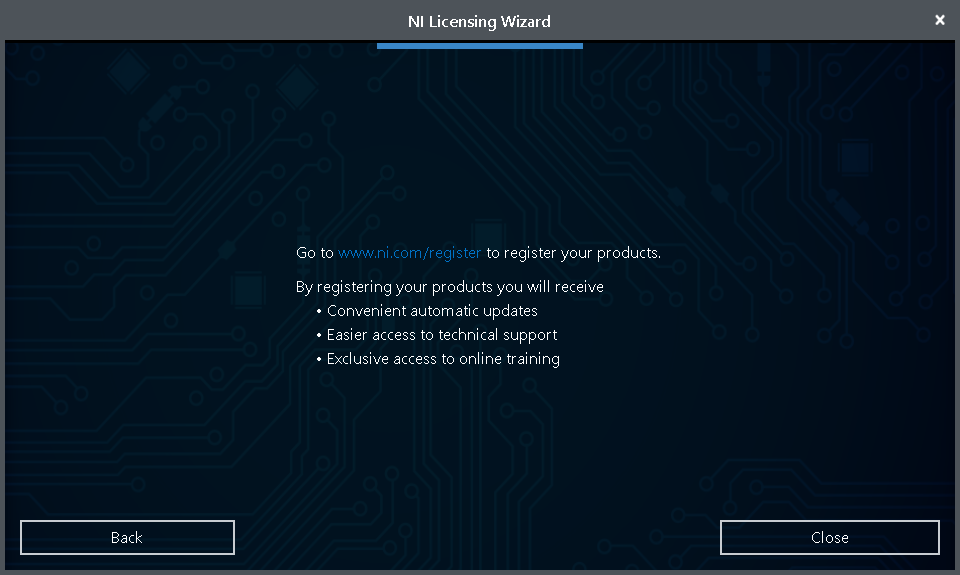 NI Licensing Wizard
Go to www.ni.com/register to register your products.
By registering your products you will receive
• Convenient automatic updates
• Easier access to technical support
• Exclusive access to online training
Back
Close